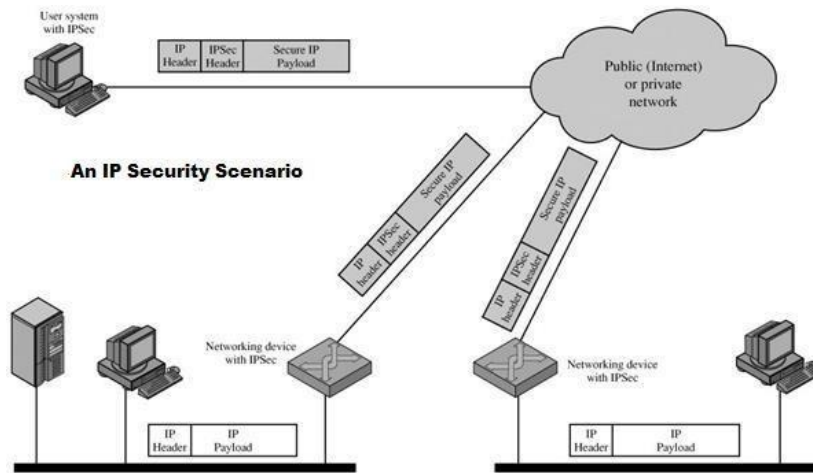 User system
with IPSec
IP
Header
IPSec
Header
Secure IP
Payload
Public (Internet)
or private
network
An IP Security Scenario
IP
header
IPSec
header
Secure IP
payload
IP
header
IPSec
header
Secure IP
payload
Networking device
with IPSec
Networking device
with IPSec
IP
Header
IP
Payload
IP
Header
IP
Payload